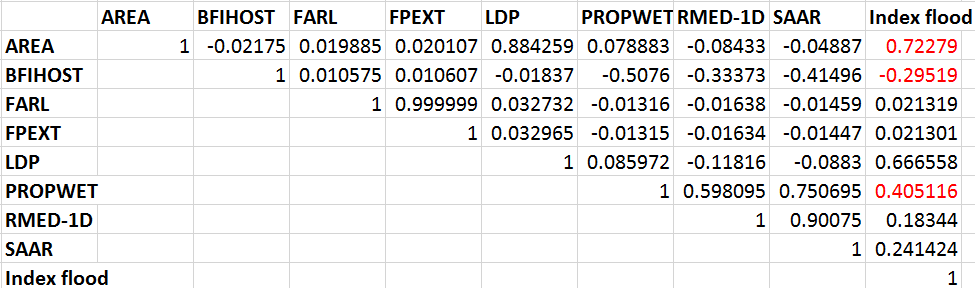 AREA BFIHOST FARL FPEXT LDP PROPWET RMED-1D SAAR Index flood
AREA 1 -0.02175 0.019885 0.020107 0.884259 0.078883 -0.08433 -0.04887 0.72279
BFIHOST 1 0.010575 0.010607 -0.01837 -0.5076 -0.33373 -0.41496 -0.29519
FARL 1 0.999999 0.032732 -0.01316 -0.01638 -0.01459 0.021319
FPEXT 1 0.032965 -0.01315 -0.01634 -0.01447 0.021301
LDP 1 0.085972 -0.11816 -0.0883 0.666558
PROPWET 1 0.598095 0.750695 0.405116
RMED-1D 1 0.90075 0.18344
SAAR 1 0.241424
Index flood 1